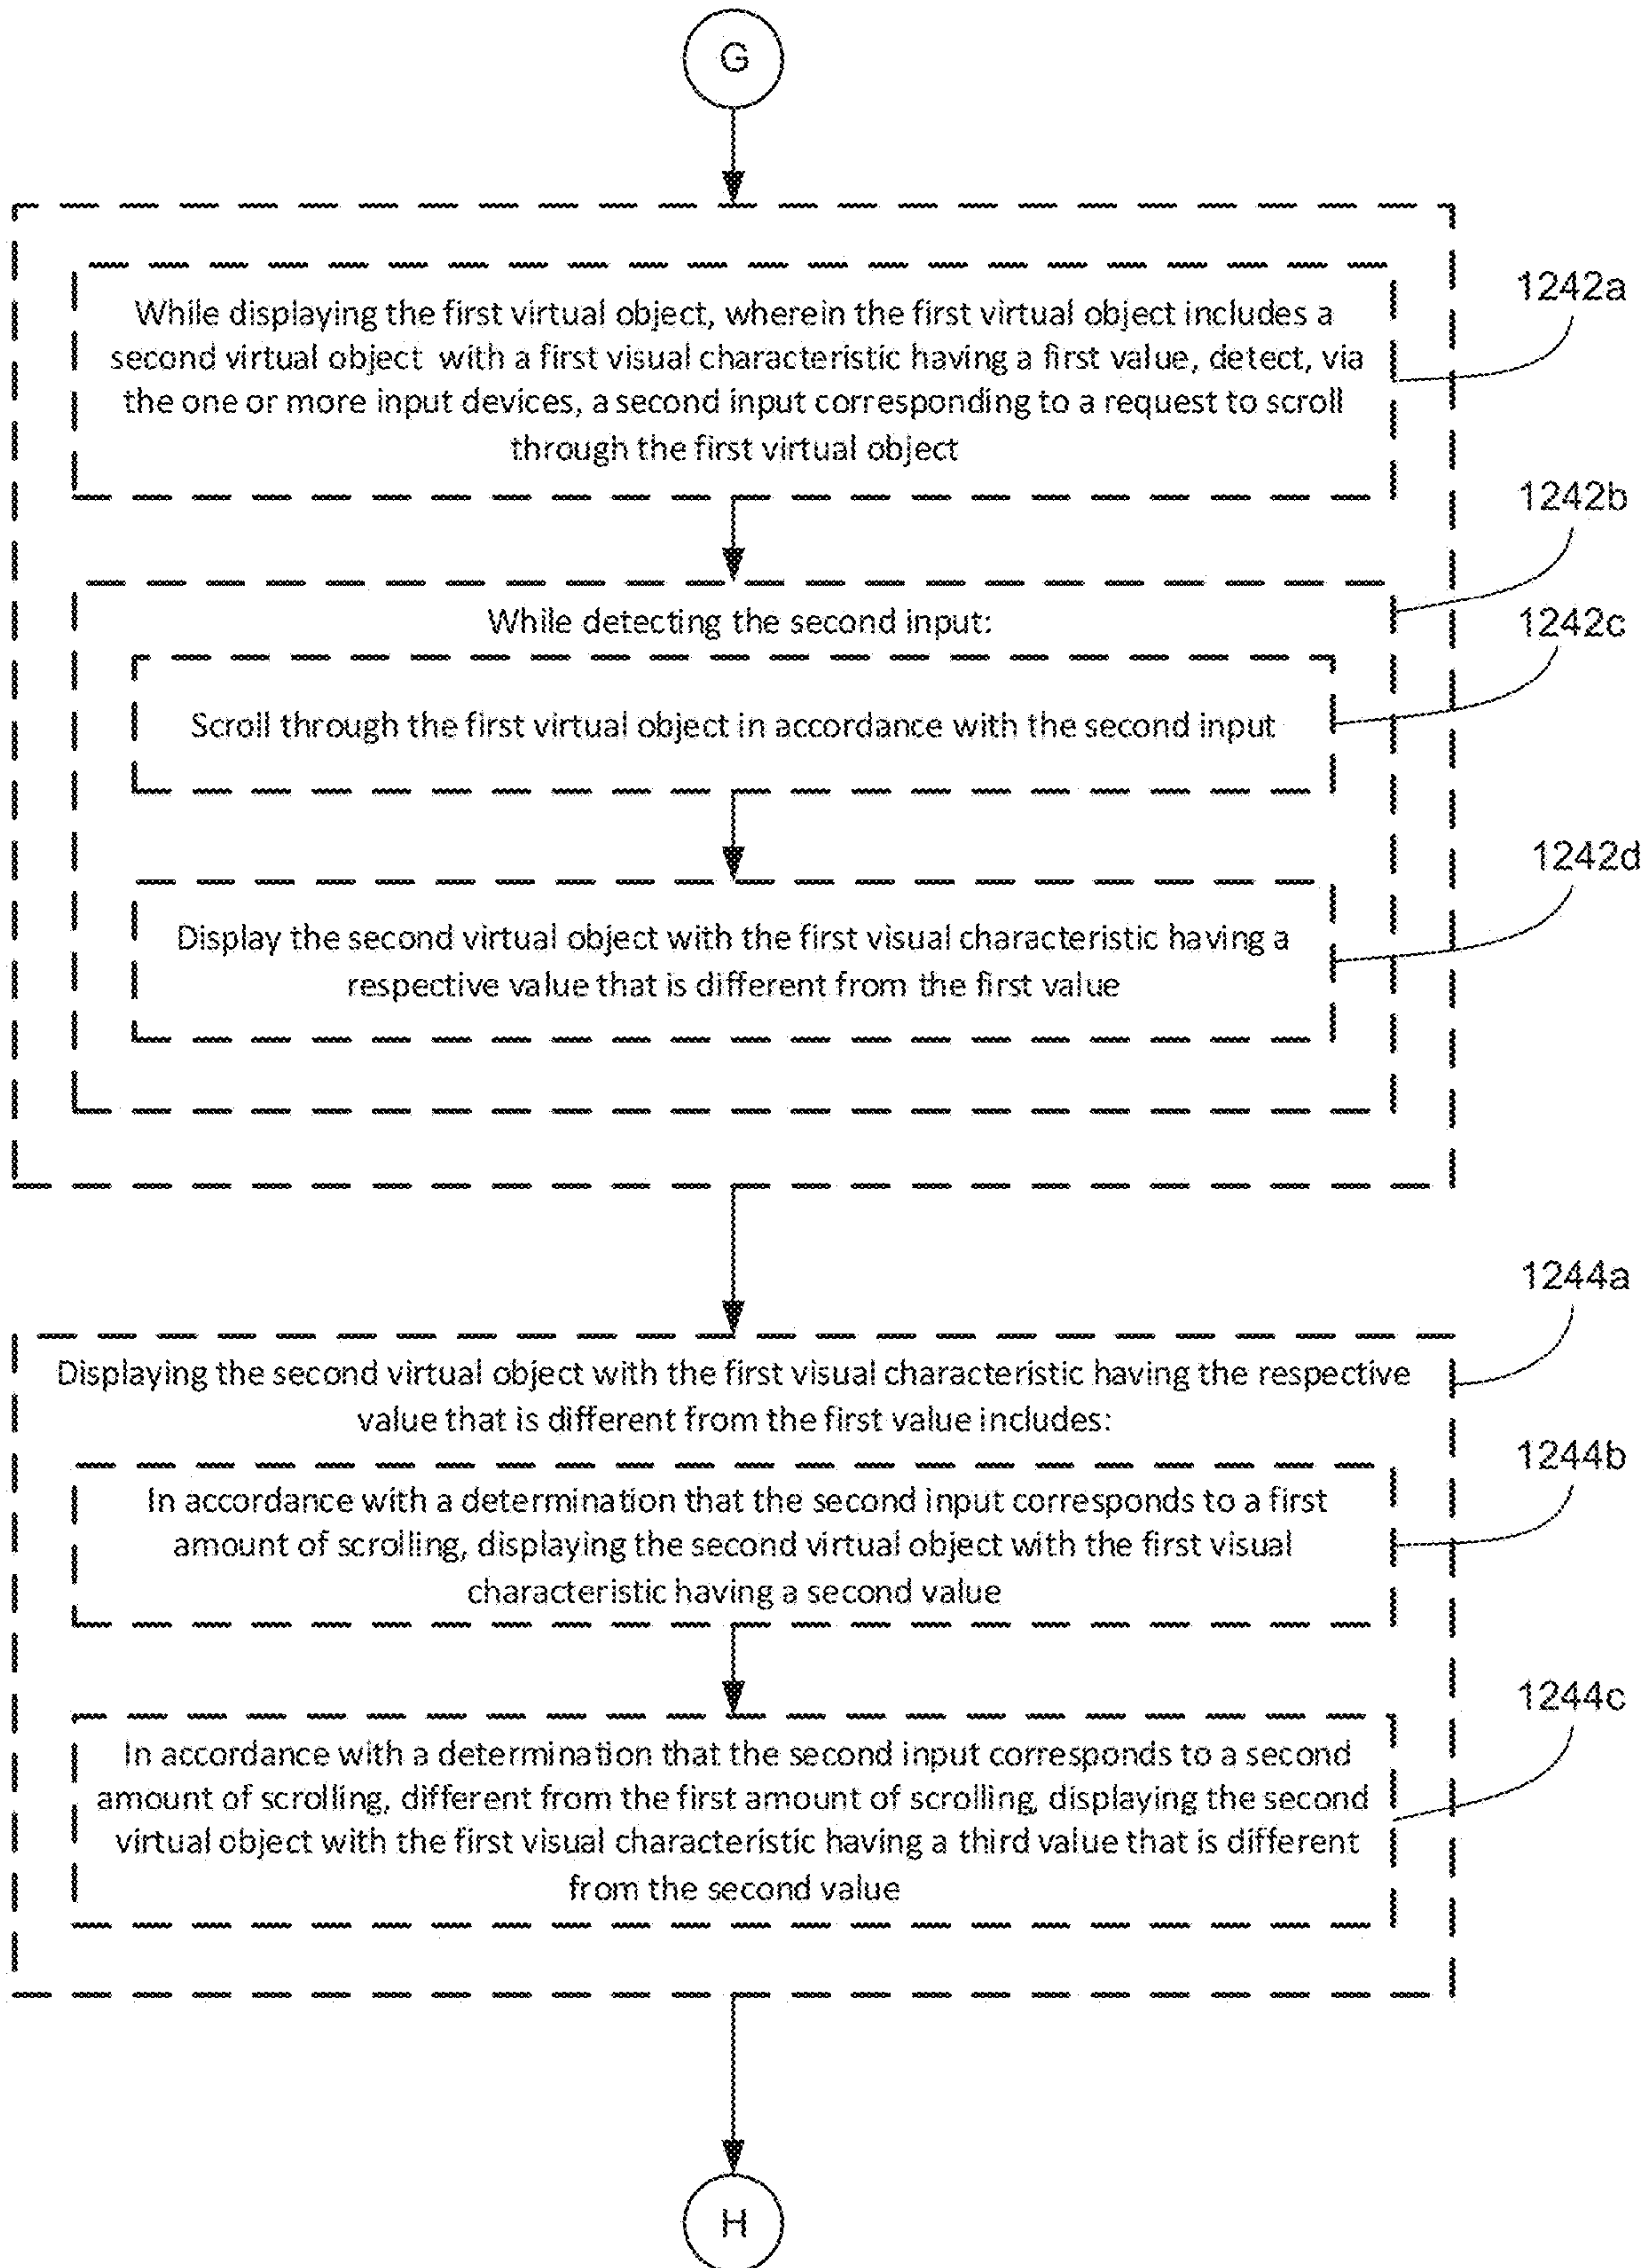 G
While displaying the first virtual object, wherein the first virtual object includes a
second virtual object with a first visual characteristic having a first value, detect, via
the one or more input devices, a second input corresponding to a request to scroll
through the first virtual object
1242a
While detecting the second input:
1242b
Scroll through the first virtual object in accordance with the second input
1242c
Display the second virtual object with the first visual characteristic having a
respective value that is different from the first value
1242d
Displaying the second virtual object with the first visual characteristic having the respective
value that is different from the first value includes:
1244a
In accordance with a determination that the second input corresponds to a first
amount of scrolling, displaying the second virtual object with the first visual
characteristic having a second value
1244b
In accordance with a determination that the second input corresponds to a second
amount of scrolling, different from the first amount of scrolling, displaying the second
virtual object with the first visual characteristic having a third value that is different
from the second value
1244c
H